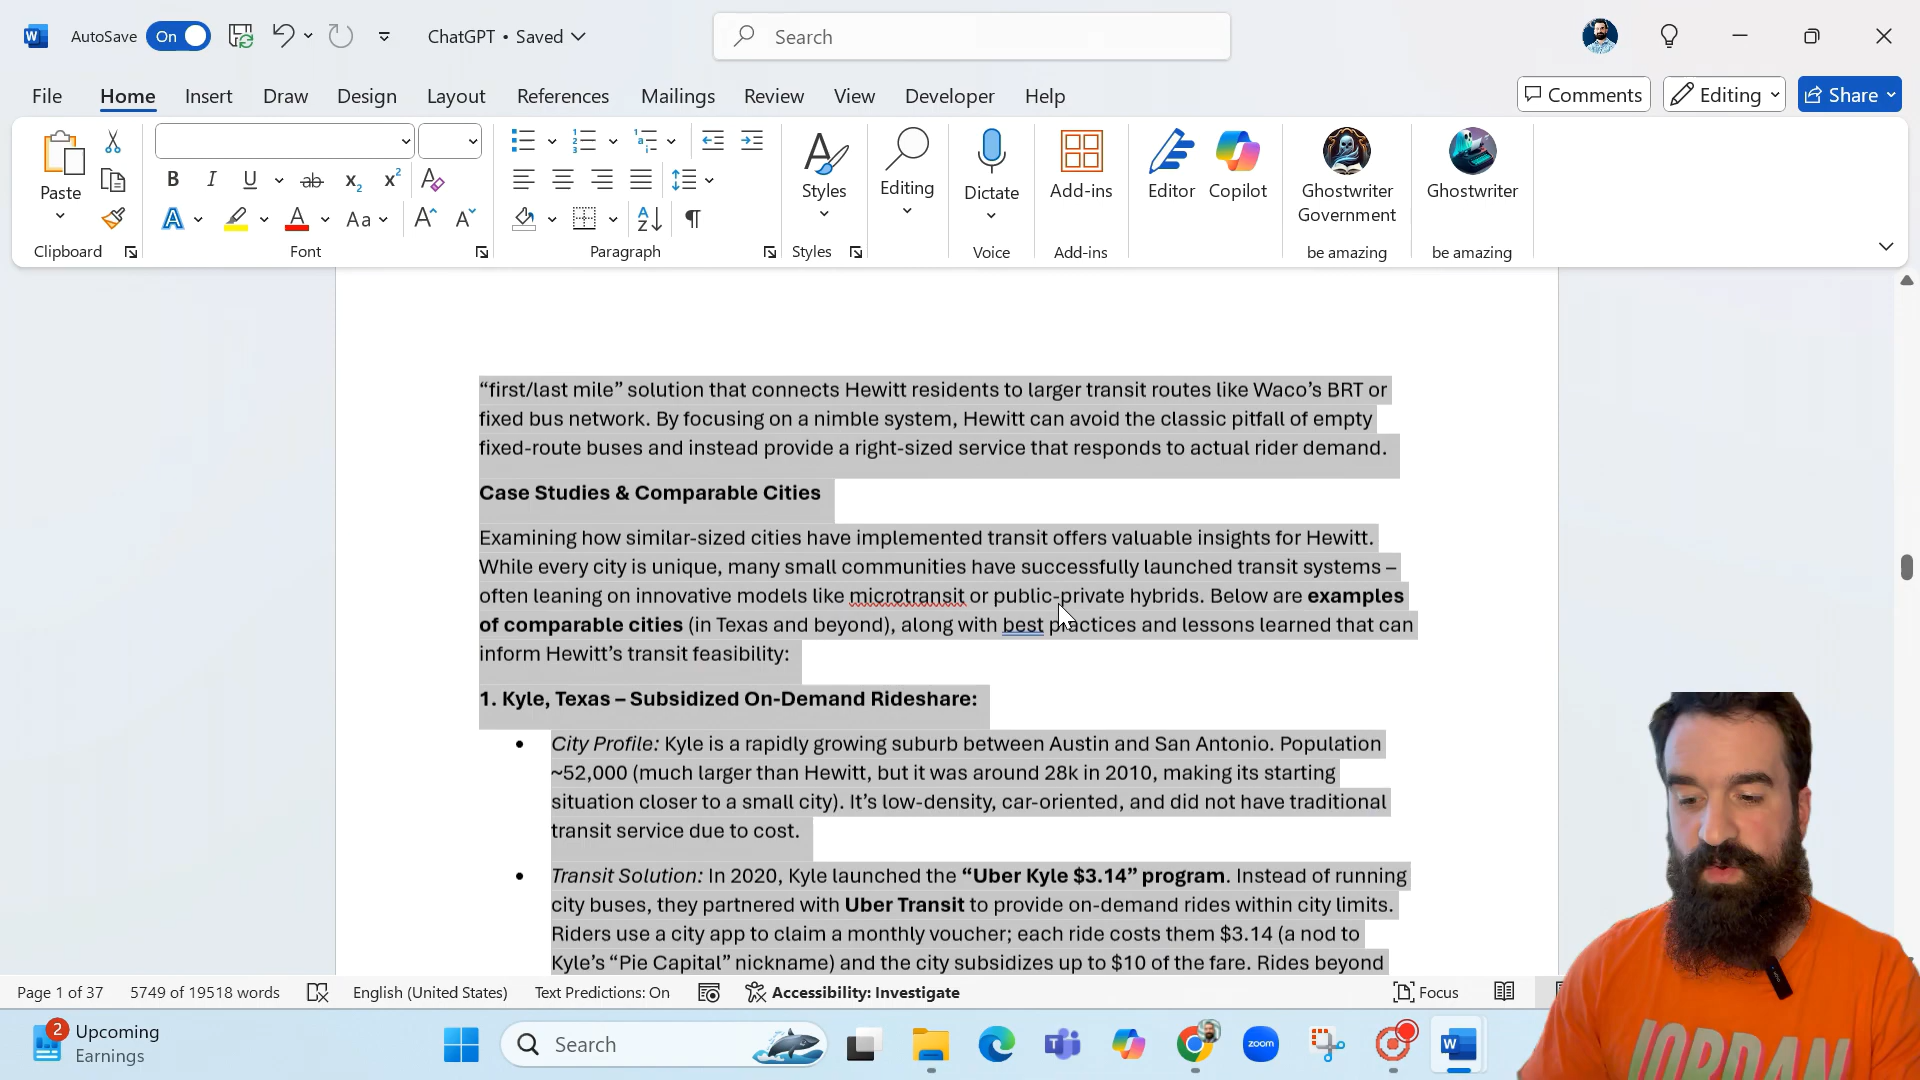 AutoSave On ChatGPT • Saved Search
File Home Insert Draw Design Layout References Mailings Review View Developer Help Comments Editing Share
Paste
Clipboard
B I U ab x₂ x²
A A Aa A A
Font
Paragraph
Styles
Styles
Editing
Dictate
Voice
Add-ins
Add-ins
Editor
Copilot
Ghostwriter
Government
be amazing
Ghostwriter
be amazing
“first/last mile” solution that connects Hewitt residents to larger transit routes like Waco’s BRT or
fixed bus network. By focusing on a nimble system, Hewitt can avoid the classic pitfall of empty
fixed-route buses and instead provide a right-sized service that responds to actual rider demand.
Case Studies & Comparable Cities
Examining how similar-sized cities have implemented transit offers valuable insights for Hewitt.
While every city is unique, many small communities have successfully launched transit systems –
often leaning on innovative models like microtransit or public-private hybrids. Below are examples
of comparable cities (in Texas and beyond), along with best practices and lessons learned that can
inform Hewitt’s transit feasibility:
1. Kyle, Texas – Subsidized On-Demand Rideshare:
• City Profile: Kyle is a rapidly growing suburb between Austin and San Antonio. Population
~52,000 (much larger than Hewitt, but it was around 28k in 2010, making its starting
situation closer to a small city). It’s low-density, car-oriented, and did not have traditional
transit service due to cost.
• Transit Solution: In 2020, Kyle launched the “Uber Kyle $3.14” program. Instead of running
city buses, they partnered with Uber Transit to provide on-demand rides within city limits.
Riders use a city app to claim a monthly voucher; each ride costs them $3.14 (a nod to
Kyle’s “Pie Capital” nickname) and the city subsidizes up to $10 of the fare. Rides beyond
Page 1 of 37 5749 of 19518 words English (United States) Text Predictions: On Accessibility: Investigate Focus
2 Upcoming
Earnings
Search
zoom
JORDAN